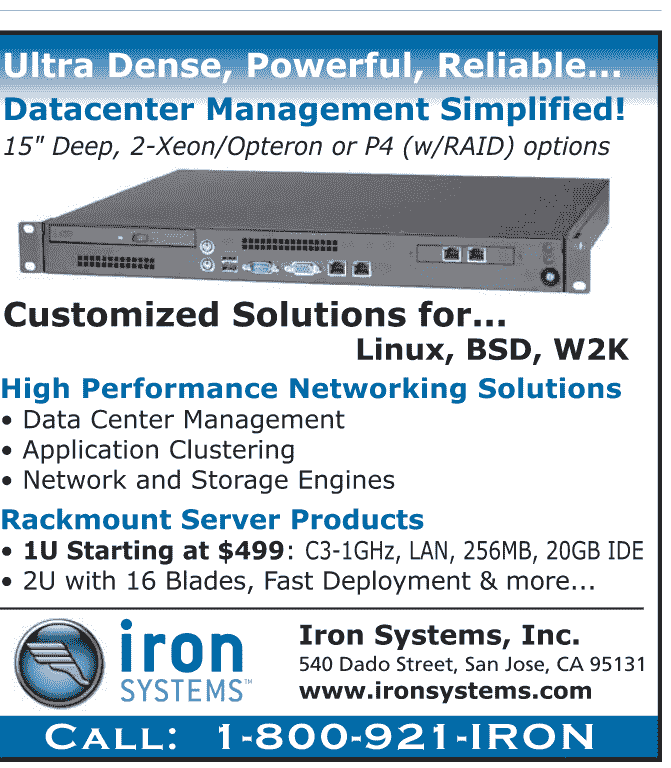 Ultra Dense, Powerful, Reliable...
Datacenter Management Simplified!
15" Deep, 2-Xeon/Opteron or P4 (w/RAID) options
Customized Solutions for...
Linux, BSD, W2K
High Performance Networking Solutions
• Data Center Management
• Application Clustering
• Network and Storage Engines
Rackmount Server Products
• 1U Starting at $499: C3-1GHz, LAN, 256MB, 20GB IDE
• 2U with 16 Blades, Fast Deployment & more...
iron
SYSTEMS™
Iron Systems, Inc.
540 Dado Street, San Jose, CA 95131
www.ironsystems.com
CALL: 1-800-921-IRON